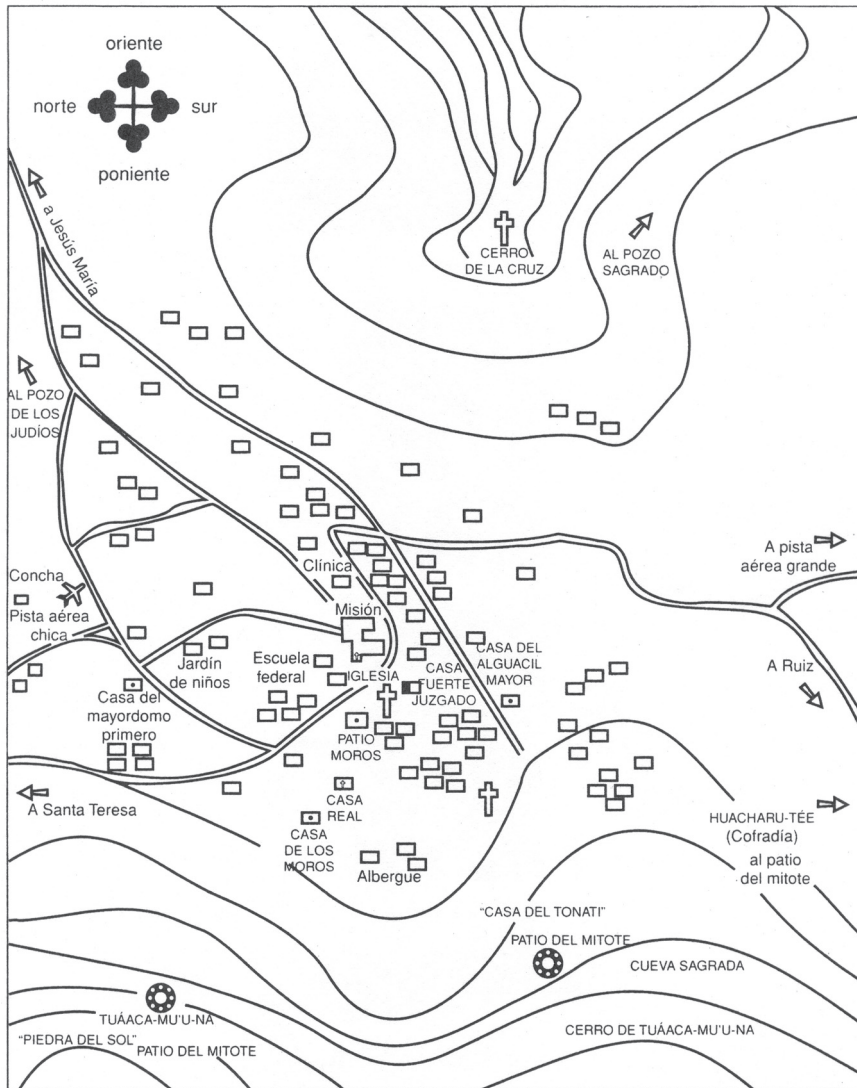 oriente
norte
sur
poniente
a Jesús María
CERRO
DE LA CRUZ
AL POZO
SAGRADO
AL POZO
DE LOS
JUDÍOS
A pista
aérea grande
Clínica
Concha
Pista aérea
chica
Misión
Jardín
de niños
Escuela
federal
IGLESIA
CASA
FUERTE
JUZGADO
CASA DEL
ALGUACIL
MAYOR
A Ruiz
Casa del
mayordomo
primero
PATIO
MOROS
A Santa Teresa
CASA
REAL
CASA
DE LOS
MOROS
Albergue
HUACHARU-TÉE
(Cofradía)
al patio
del mitote
"CASA DEL TONATI"
PATIO DEL MITOTE
CUEVA SAGRADA
TUÁACA-MU'U-NA
"PIEDRA DEL SOL"
PATIO DEL MITOTE
CERRO DE TUÁACA-MU'U-NA